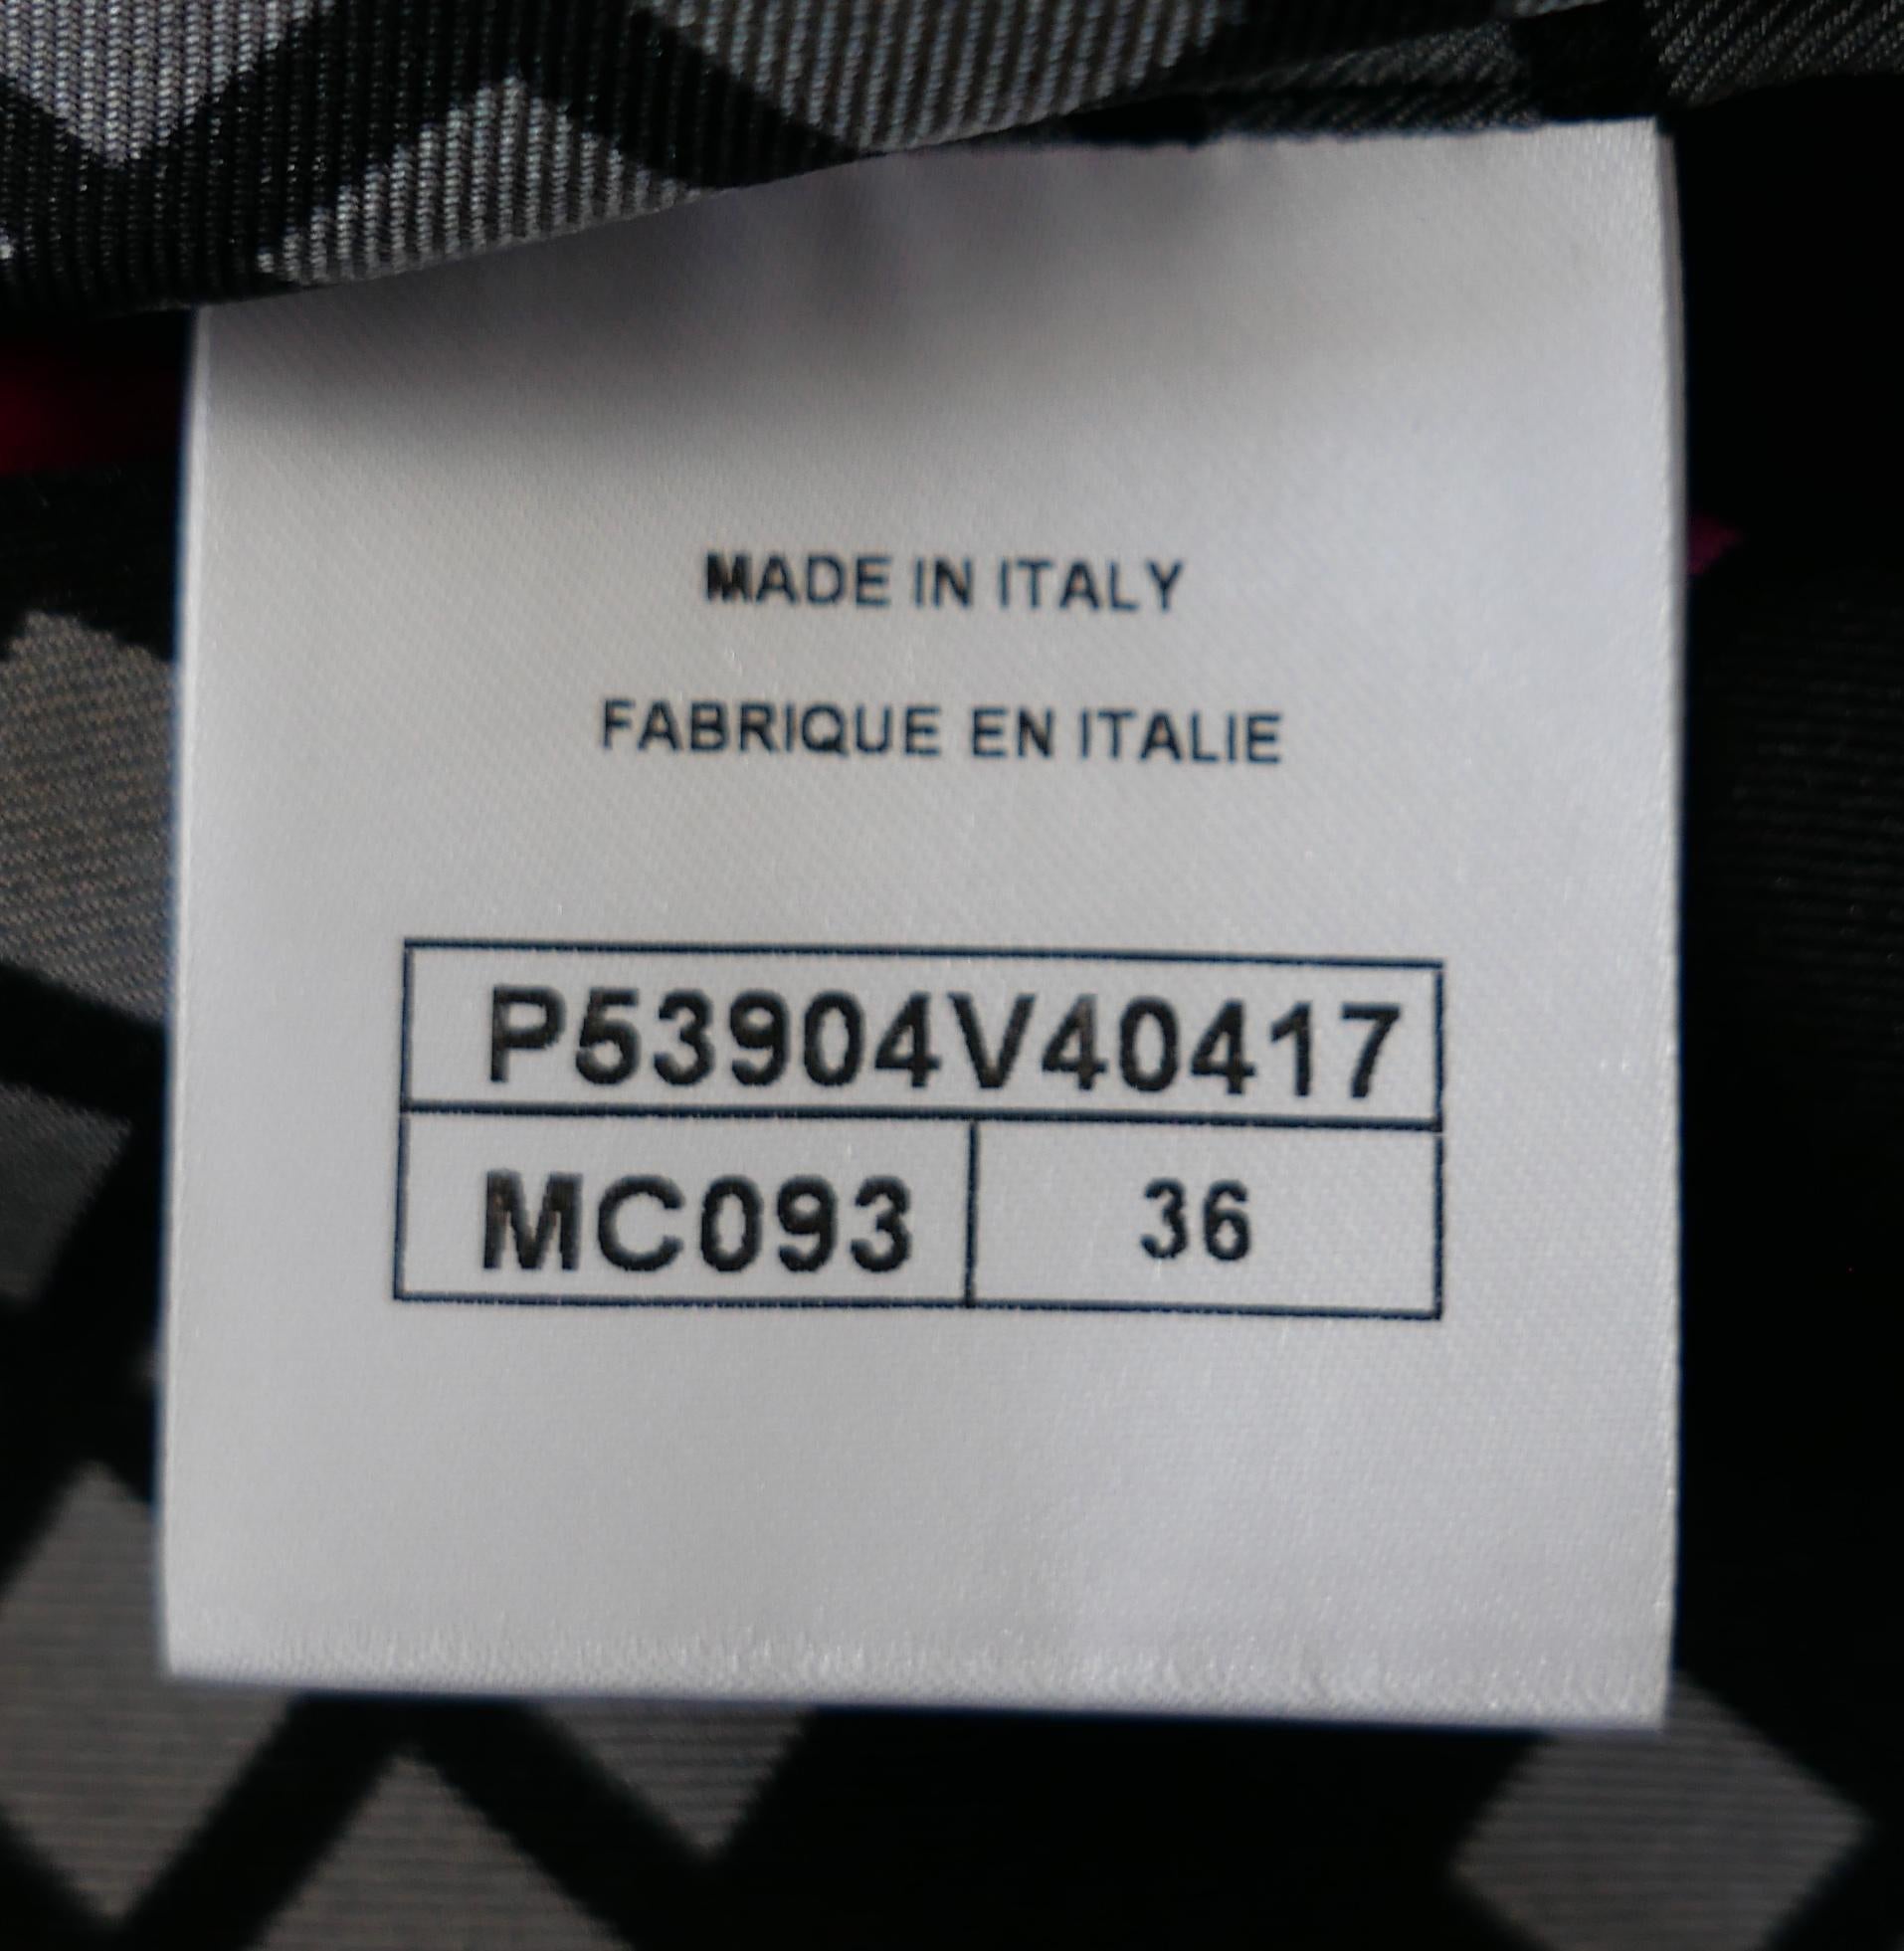 MADE IN ITALY
FABRIQUE EN ITALIE
P53904V40417
MC093 36